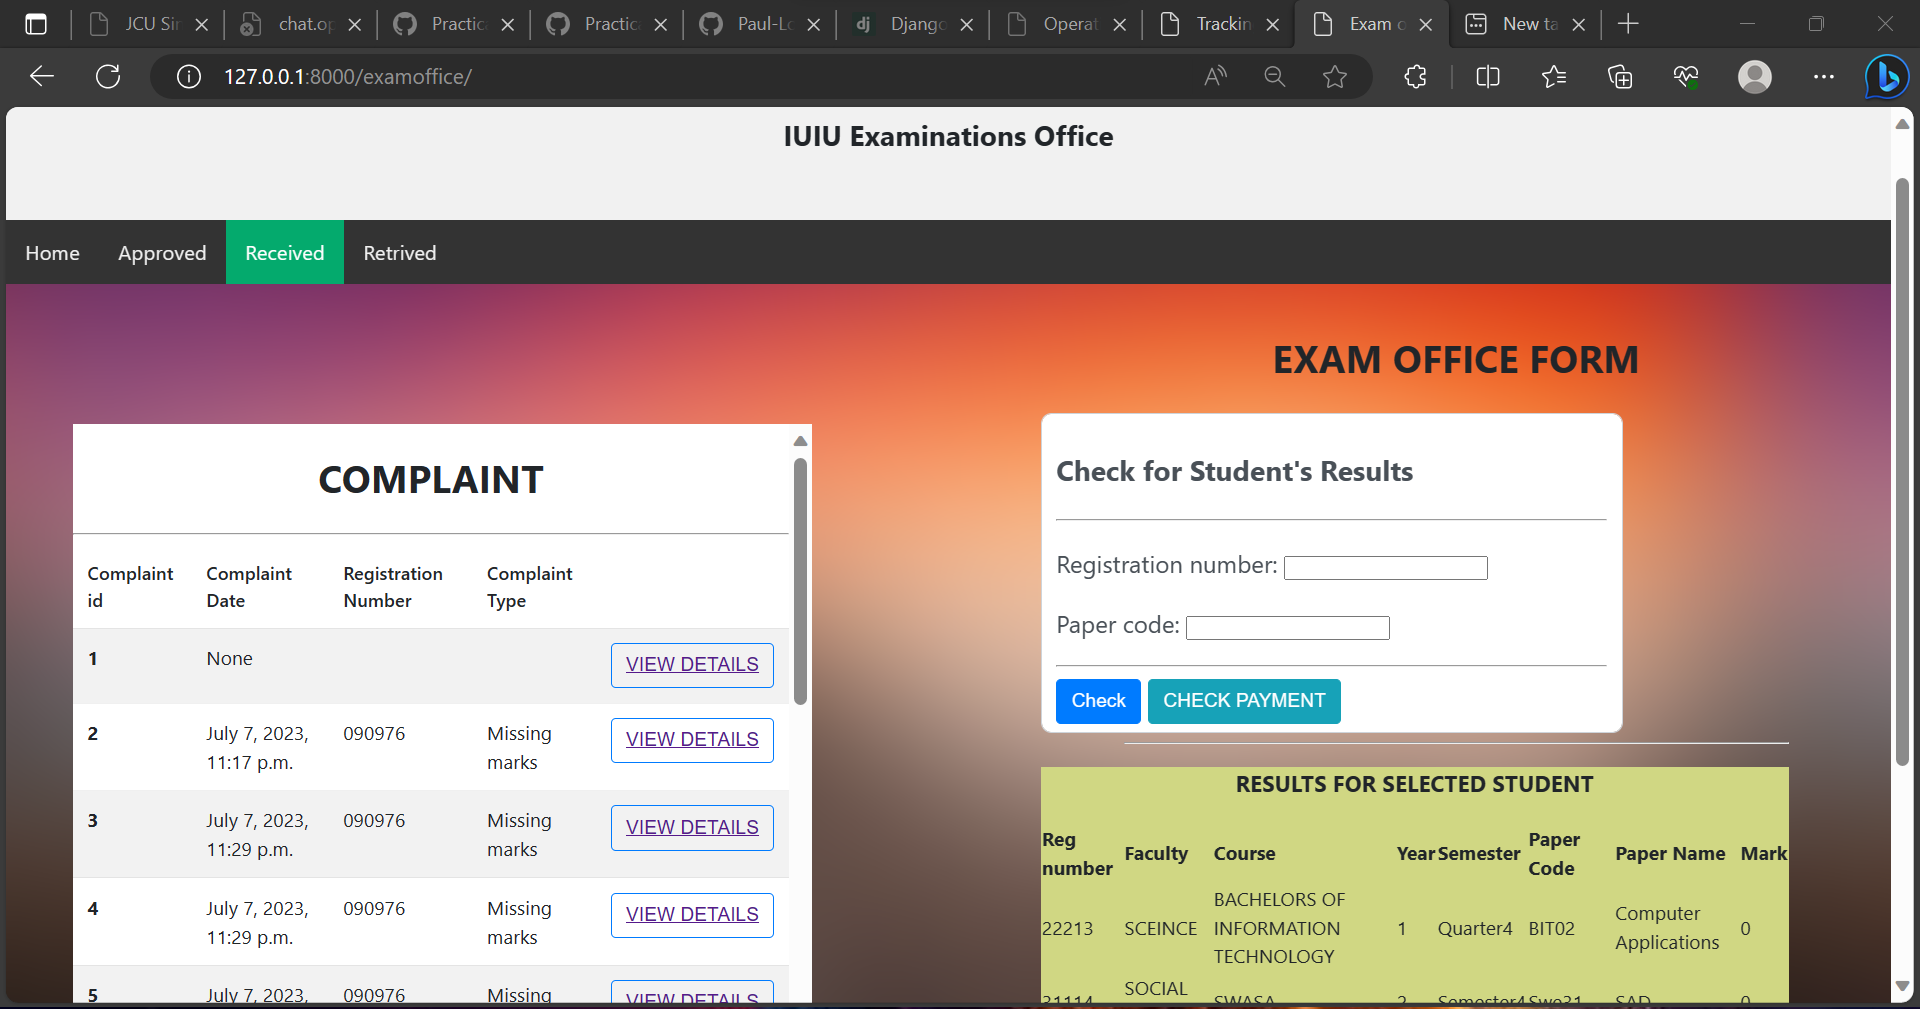 JCU Sin
chat.op
Practic
Practic
Paul-Lo
Django
Operat
Trackin
Exam o
New ta
127.0.0.1:8000/examoffice/
IUIU Examinations Office
Home
Approved
Received
Retrived
EXAM OFFICE FORM
COMPLAINT
Complaint id
Complaint Date
Registration Number
Complaint Type
1 None VIEW DETAILS
2 July 7, 2023, 11:17 p.m. 090976 Missing marks VIEW DETAILS
3 July 7, 2023, 11:29 p.m. 090976 Missing marks VIEW DETAILS
4 July 7, 2023, 11:29 p.m. 090976 Missing marks VIEW DETAILS
5 July 7, 2023, 090976 Missing VIEW DETAILS
Check for Student's Results
Registration number:
Paper code:
Check
CHECK PAYMENT
RESULTS FOR SELECTED STUDENT
Reg number Faculty Course Year Semester Paper Code Paper Name Mark
22213 SCEINCE BACHELORS OF INFORMATION TECHNOLOGY 1 Quarter4 BIT02 Computer Applications 0
31114 SOCIAL SWASA 2 Semester4 Swe31 SAD 0